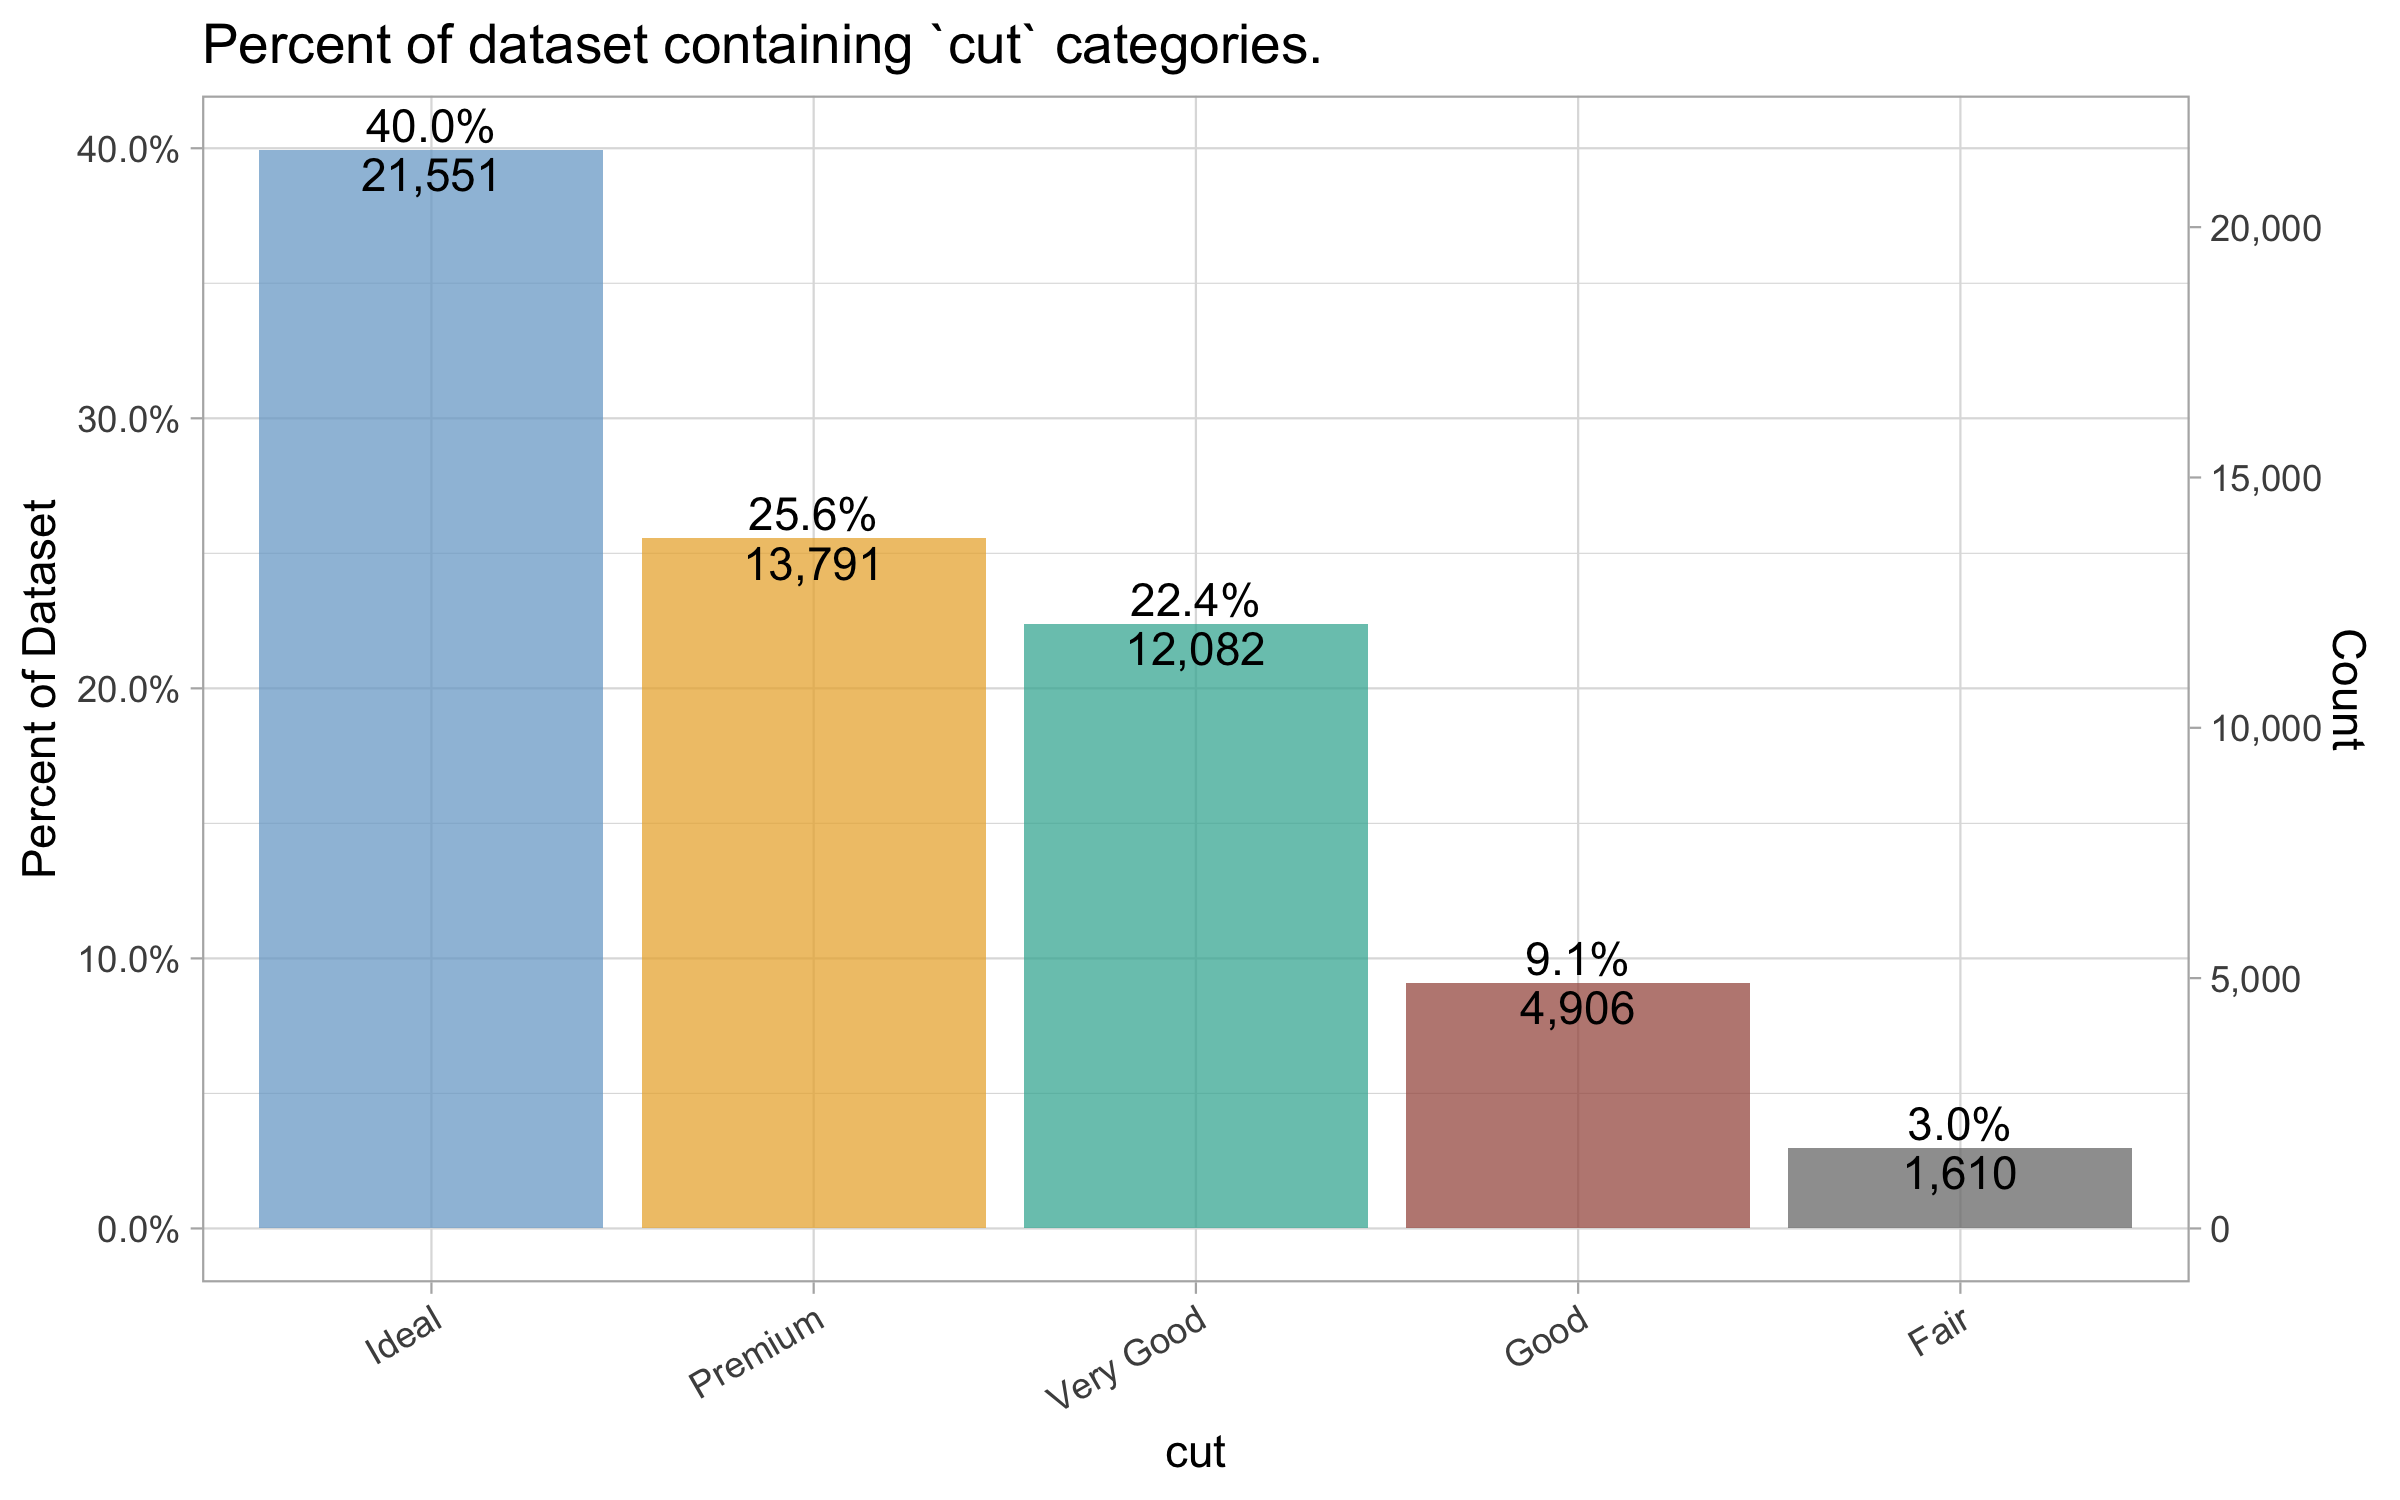 Percent of dataset containing `cut` categories.
Percent of Dataset
40.0%
30.0%
20.0%
10.0%
0.0%
40.0%
21,551
25.6%
13,791
22.4%
12,082
9.1%
4,906
3.0%
1,610
20,000
15,000
10,000
5,000
0
Count
Ideal
Premium
Very Good
Good
Fair
cut